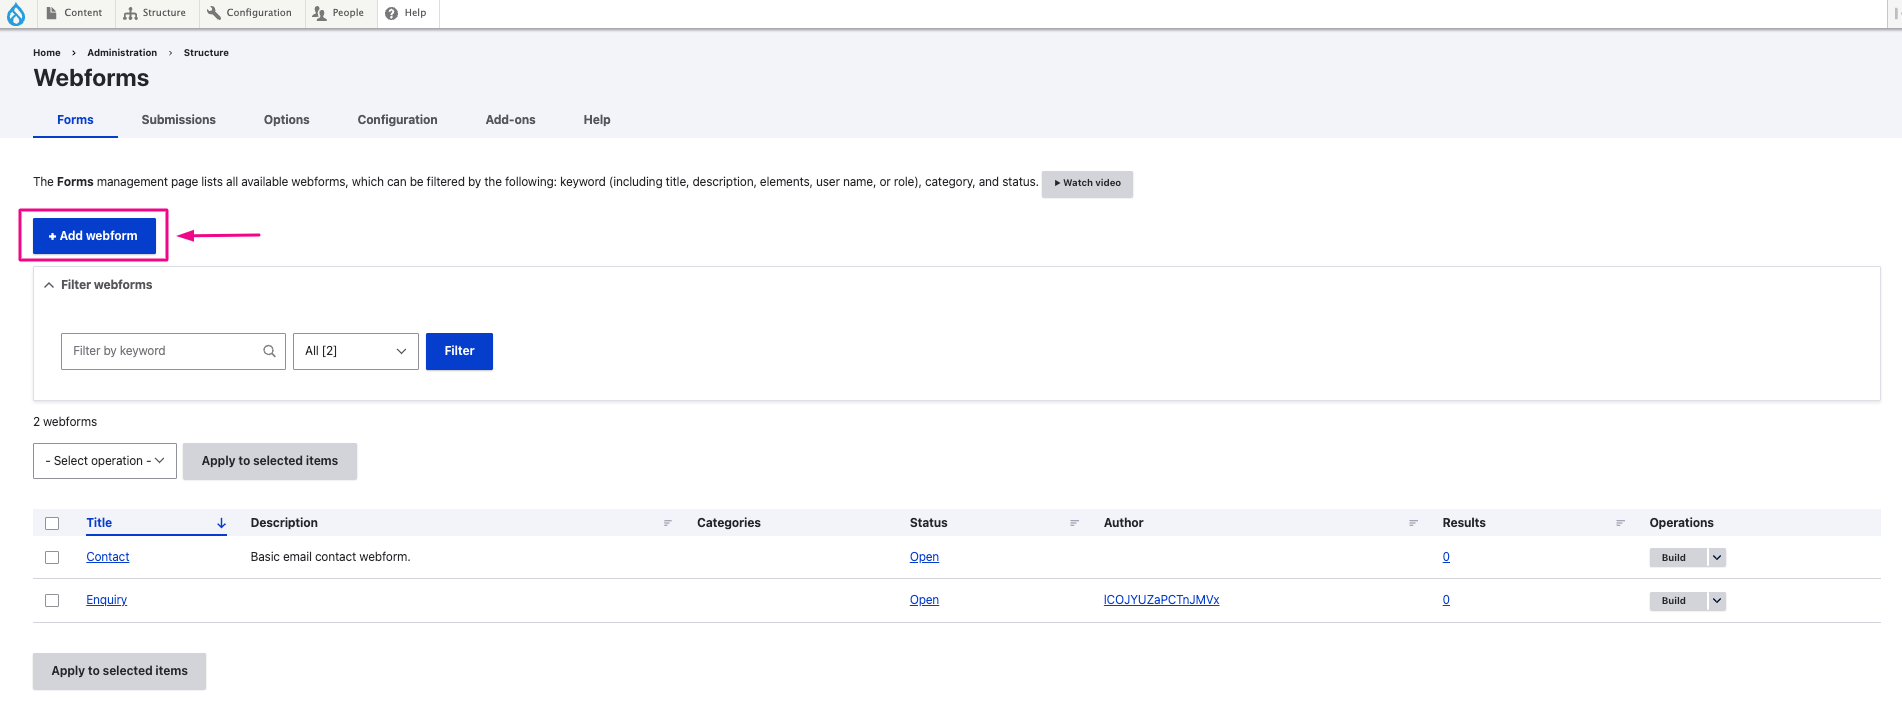 Content Structure Configuration People Help
Home › Administration › Structure
Webforms
Forms Submissions Options Configuration Add-ons Help
The Forms management page lists all available webforms, which can be filtered by the following: keyword (including title, description, elements, user name, or role), category, and status. Watch video
+ Add webform
Filter webforms
Filter by keyword All [2] Filter
2 webforms
- Select operation - Apply to selected items
Title Description Categories Status Author Results Operations
Contact Basic email contact webform. Open 0 Build
Enquiry Open lCOJYUZaPCTnJMVx 0 Build
Apply to selected items